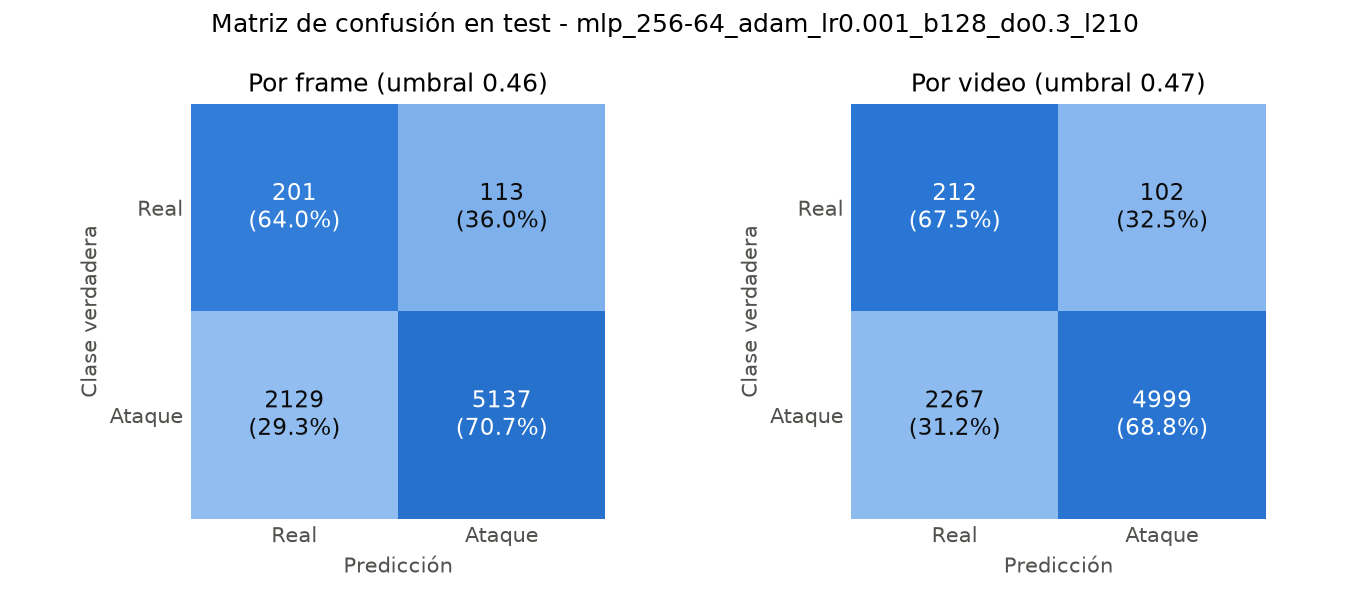 Matriz de confusión en test - mlp_256-64_adam_lr0.001_b128_do0.3_l210
Por frame (umbral 0.46)
Clase verdadera
Real
201
(64.0%)
113
(36.0%)
Ataque
2129
(29.3%)
5137
(70.7%)
Real
Ataque
Predicción
Por video (umbral 0.47)
Clase verdadera
Real
212
(67.5%)
102
(32.5%)
Ataque
2267
(31.2%)
4999
(68.8%)
Real
Ataque
Predicción